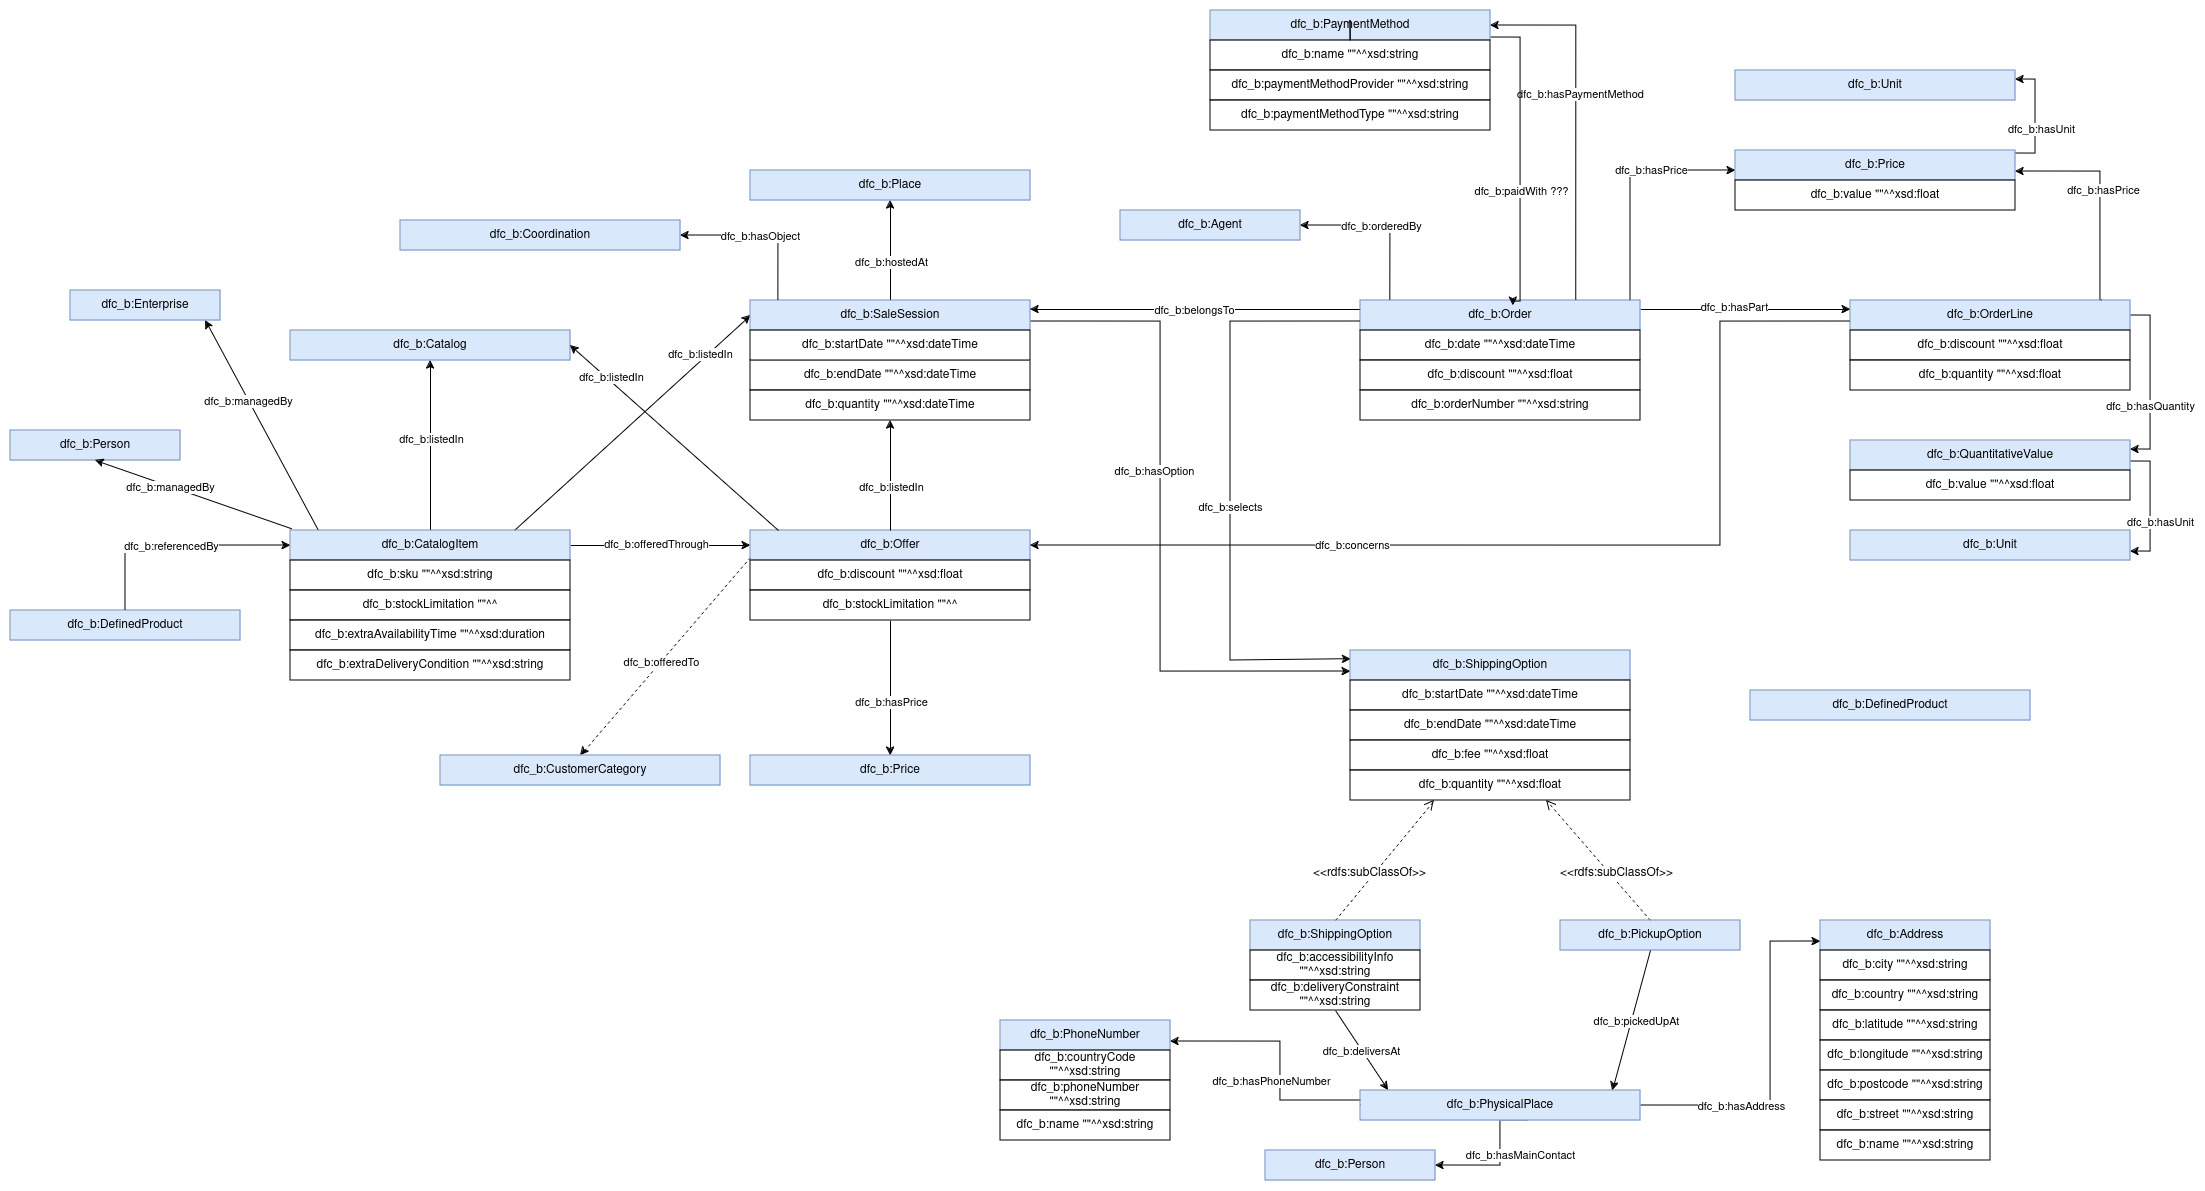 dfc_b:PaymentMethod
dfc_b:name ""^^xsd:string
dfc_b:paymentMethodProvider ""^^xsd:string
dfc_b:paymentMethodType ""^^xsd:string
dfc_b:hasPaymentMethod
dfc_b:paidWith ???
dfc_b:Unit
dfc_b:hasUnit
dfc_b:Price
dfc_b:value ""^^xsd:float
dfc_b:hasPrice
dfc_b:hasPrice
dfc_b:Place
dfc_b:Coordination
dfc_b:hasObject
dfc_b:hostedAt
dfc_b:Agent
dfc_b:orderedBy
dfc_b:Enterprise
dfc_b:Catalog
dfc_b:SaleSession
dfc_b:startDate ""^^xsd:dateTime
dfc_b:endDate ""^^xsd:dateTime
dfc_b:quantity ""^^xsd:dateTime
dfc_b:belongsTo
dfc_b:Order
dfc_b:date ""^^xsd:dateTime
dfc_b:discount ""^^xsd:float
dfc_b:orderNumber ""^^xsd:string
dfc_b:hasPart
dfc_b:OrderLine
dfc_b:discount ""^^xsd:float
dfc_b:quantity ""^^xsd:float
dfc_b:listedIn
dfc_b:listedIn
dfc_b:managedBy
dfc_b:hasQuantity
dfc_b:Person
dfc_b:listedIn
dfc_b:managedBy
dfc_b:listedIn
dfc_b:hasOption
dfc_b:selects
dfc_b:QuantitativeValue
dfc_b:value ""^^xsd:float
dfc_b:hasUnit
dfc_b:Unit
dfc_b:referencedBy
dfc_b:CatalogItem
dfc_b:sku ""^^xsd:string
dfc_b:stockLimitation ""^^
dfc_b:extraAvailabilityTime ""^^xsd:duration
dfc_b:extraDeliveryCondition ""^^xsd:string
dfc_b:offeredThrough
dfc_b:Offer
dfc_b:discount ""^^xsd:float
dfc_b:stockLimitation ""^^
dfc_b:concerns
dfc_b:DefinedProduct
dfc_b:offeredTo
dfc_b:hasPrice
dfc_b:CustomerCategory
dfc_b:Price
dfc_b:ShippingOption
dfc_b:startDate ""^^xsd:dateTime
dfc_b:endDate ""^^xsd:dateTime
dfc_b:fee ""^^xsd:float
dfc_b:quantity ""^^xsd:float
dfc_b:DefinedProduct
<<rdfs:subClassOf>>
<<rdfs:subClassOf>>
dfc_b:ShippingOption
dfc_b:accessibilityInfo
""^^xsd:string
dfc_b:deliveryConstraint
""^^xsd:string
dfc_b:PickupOption
dfc_b:Address
dfc_b:city ""^^xsd:string
dfc_b:country ""^^xsd:string
dfc_b:latitude ""^^xsd:string
dfc_b:longitude ""^^xsd:string
dfc_b:postcode ""^^xsd:string
dfc_b:street ""^^xsd:string
dfc_b:name ""^^xsd:string
dfc_b:PhoneNumber
dfc_b:countryCode
""^^xsd:string
dfc_b:phoneNumber
""^^xsd:string
dfc_b:name ""^^xsd:string
dfc_b:pickedUpAt
dfc_b:deliversAt
dfc_b:hasPhoneNumber
dfc_b:PhysicalPlace
dfc_b:hasAddress
dfc_b:hasMainContact
dfc_b:Person